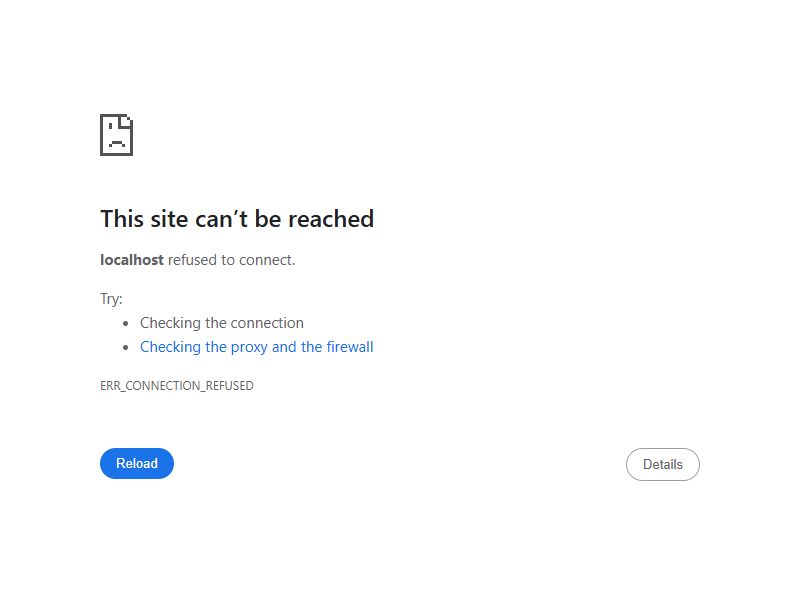 This site can’t be reached
localhost refused to connect.
Try:
Checking the connection
Checking the proxy and the firewall
ERR_CONNECTION_REFUSED
Reload
Details